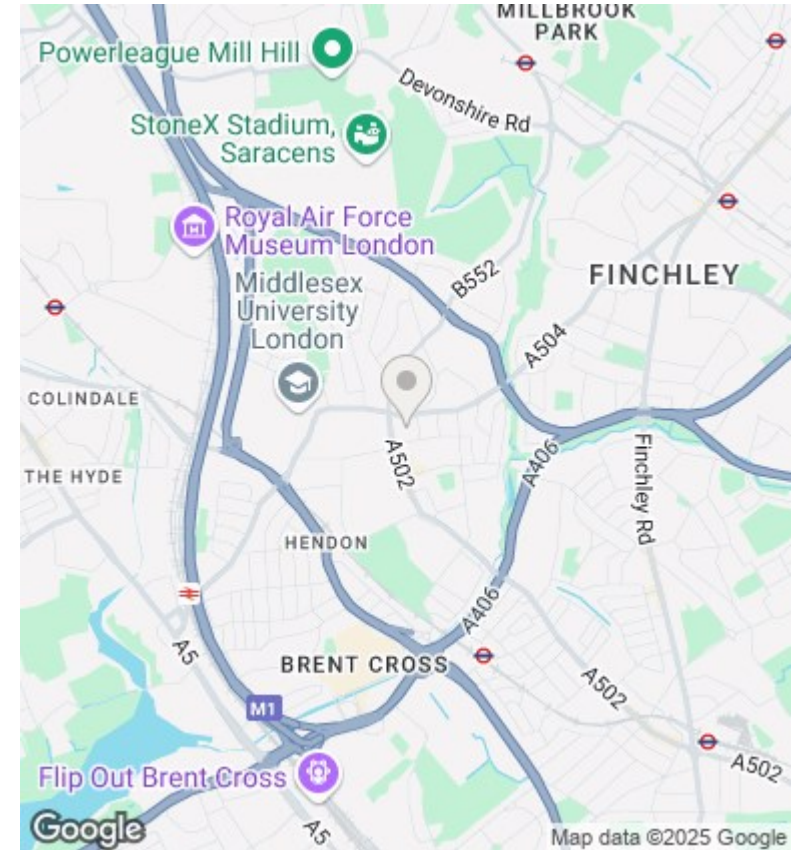 MILLBROOK
PARK
Powerleague Mill Hill
Devonshire Rd
StoneX Stadium,
Saracens
Royal Air Force
Museum London
B552
FINCHLEY
Middlesex
University
London
A504
COLINDALE
A502
Finchley Rd
A406
THE HYDE
HENDON
A406
A5
BRENT CROSS
A502
M1
A502
Flip Out Brent Cross
A5
Google
Map data ©2025 Google